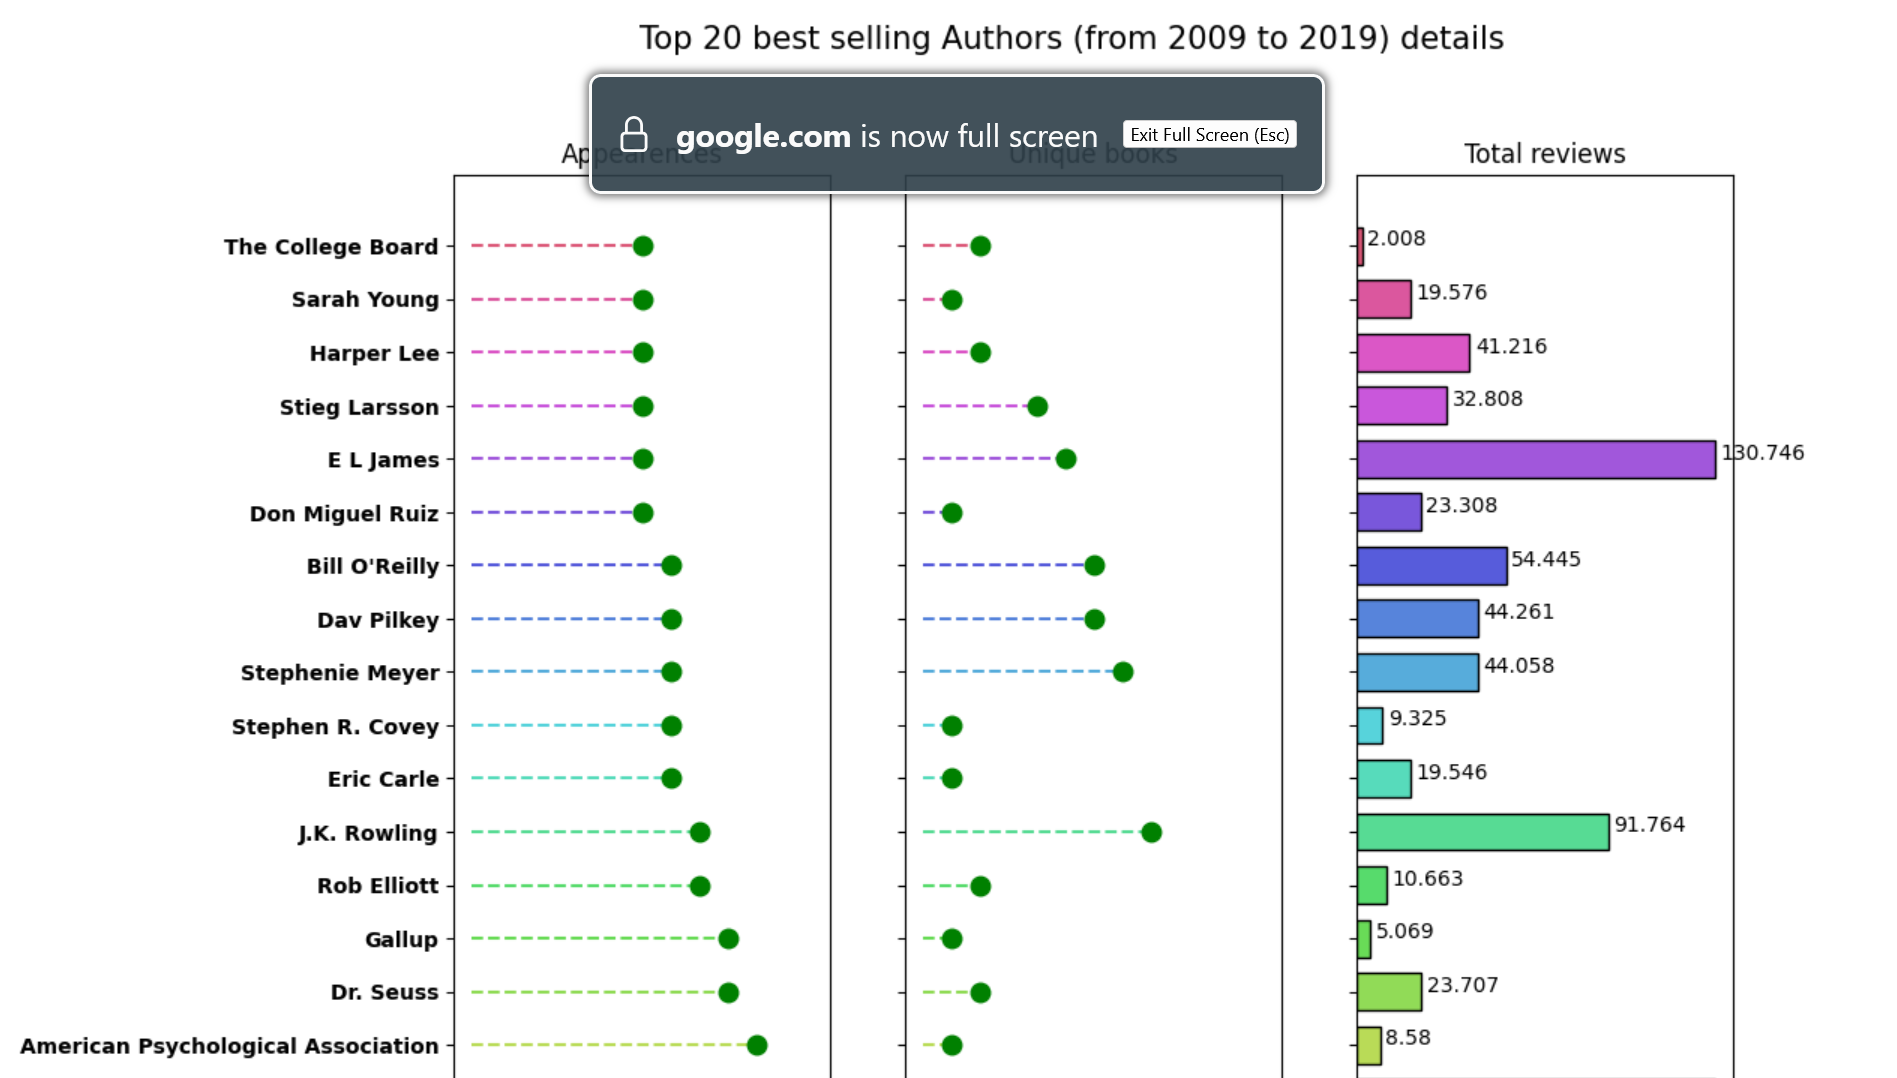 Top 20 best selling Authors (from 2009 to 2019) details
google.com is now full screen Exit Full Screen (Esc)
Appearences Unique books Total reviews
The College Board 2.008
Sarah Young 19.576
Harper Lee 41.216
Stieg Larsson 32.808
E L James 130.746
Don Miguel Ruiz 23.308
Bill O'Reilly 54.445
Dav Pilkey 44.261
Stephenie Meyer 44.058
Stephen R. Covey 9.325
Eric Carle 19.546
J.K. Rowling 91.764
Rob Elliott 10.663
Gallup 5.069
Dr. Seuss 23.707
American Psychological Association 8.58